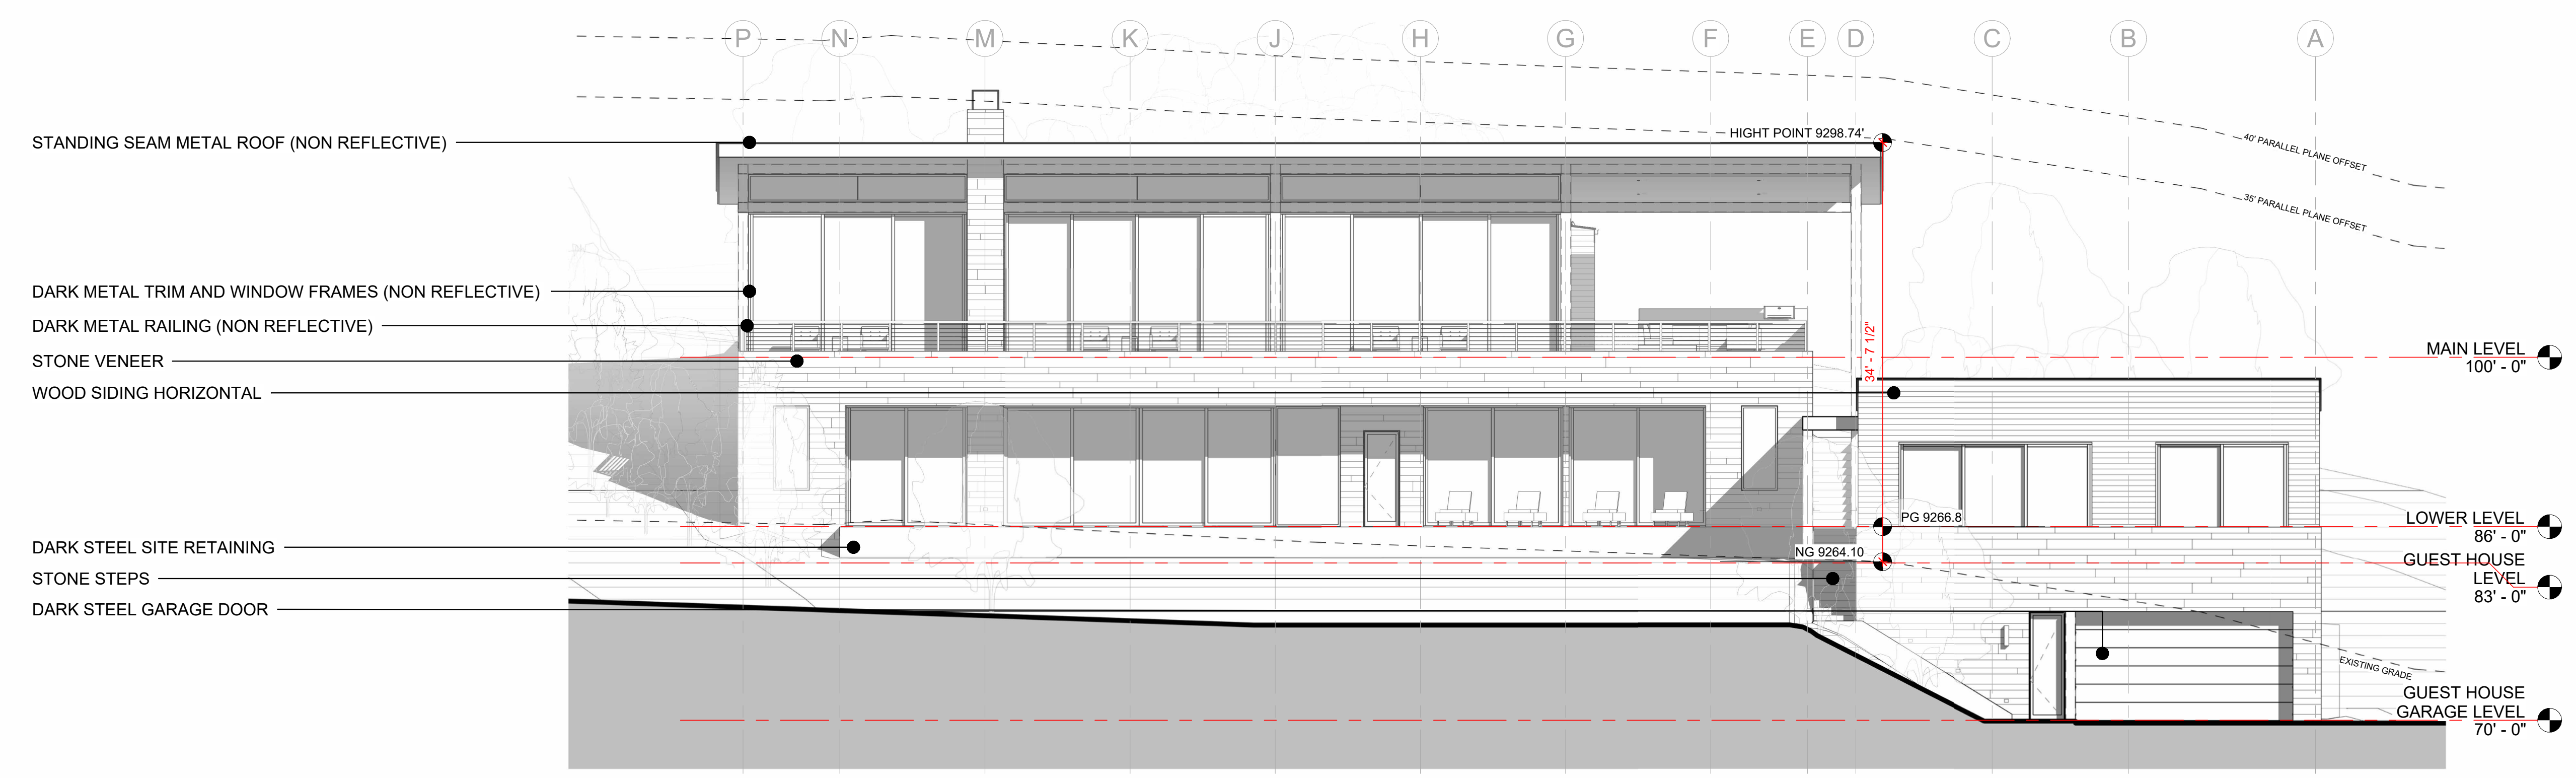 P N M K J H G F E D C B A
HIGHT POINT 9298.74'
40' PARALLEL PLANE OFFSET
35' PARALLEL PLANE OFFSET
STANDING SEAM METAL ROOF (NON REFLECTIVE)
DARK METAL TRIM AND WINDOW FRAMES (NON REFLECTIVE)
DARK METAL RAILING (NON REFLECTIVE)
STONE VENEER
WOOD SIDING HORIZONTAL
34' - 7 1/2"
MAIN LEVEL
100' - 0"
PG 9266.8
LOWER LEVEL
86' - 0"
DARK STEEL SITE RETAINING
NG 9264.10
GUEST HOUSE
LEVEL
83' - 0"
STONE STEPS
DARK STEEL GARAGE DOOR
EXISTING GRADE
GUEST HOUSE
GARAGE LEVEL
70' - 0"